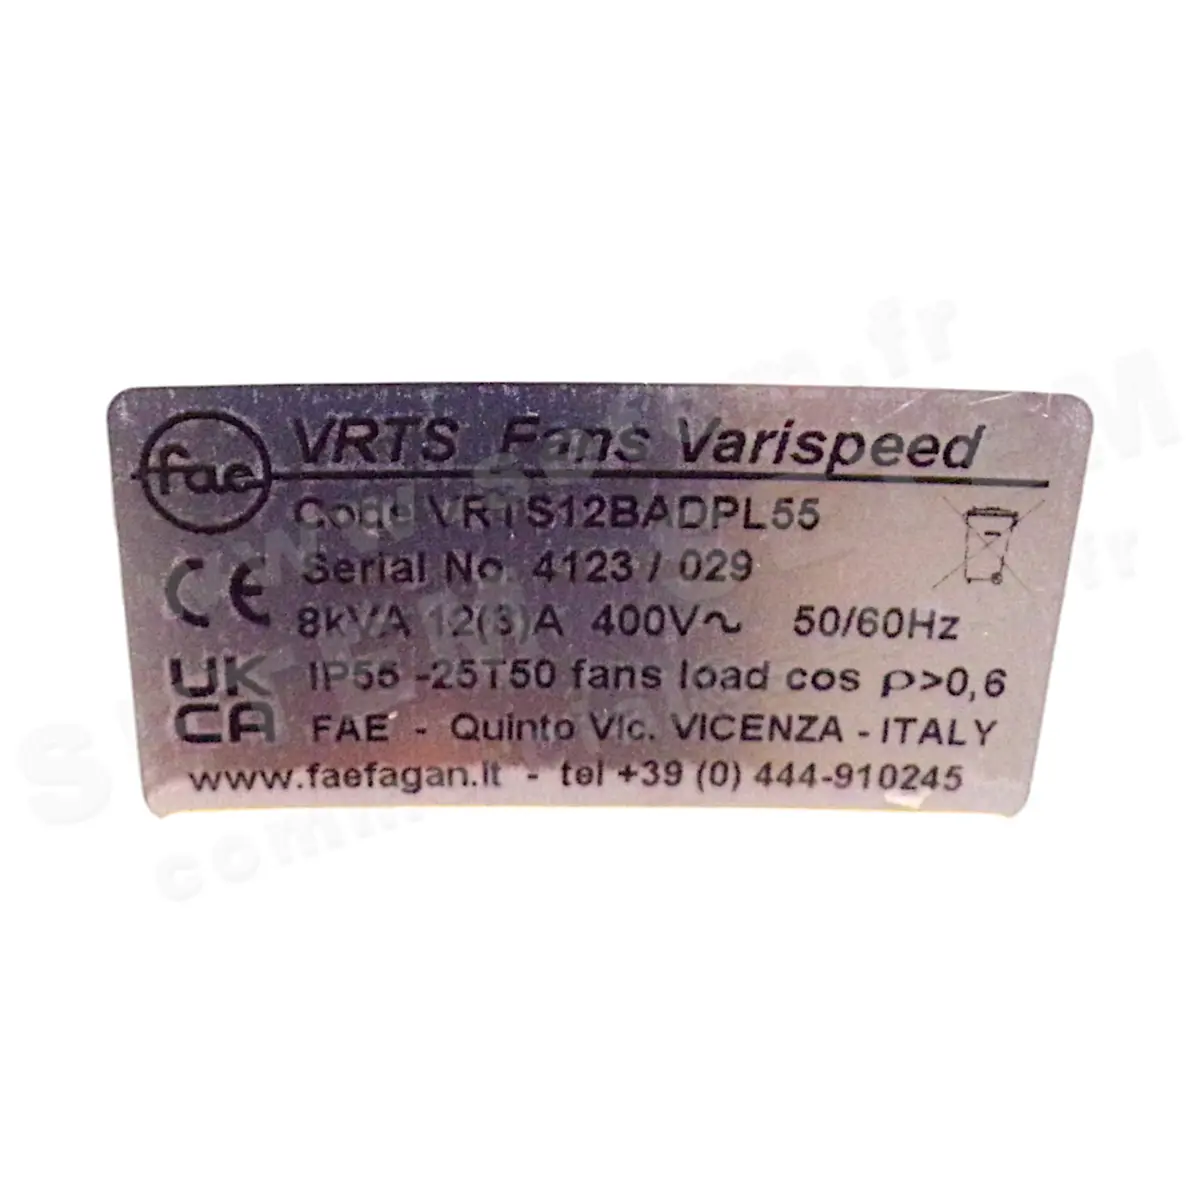 fae
VRTS Fans Varispeed
Code VRTS12BADPL55
Serial No. 4123 / 029
CE
8kVA 12(3)A 400V~ 50/60Hz
UK
CA
IP55 -25T50 fans load cos ρ>0,6
FAE - Quinto Vic. VICENZA - ITALY
www.faefagan.it - tel +39 (0) 444-910245